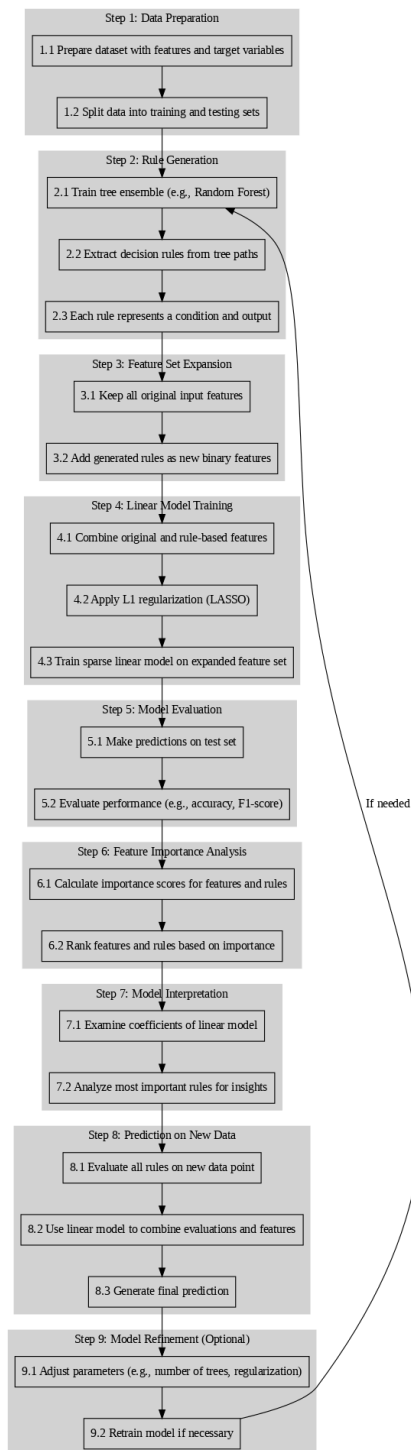 Step 1: Data Preparation
1.1 Prepare dataset with features and target variables
1.2 Split data into training and testing sets
Step 2: Rule Generation
2.1 Train tree ensemble (e.g., Random Forest)
2.2 Extract decision rules from tree paths
2.3 Each rule represents a condition and output
Step 3: Feature Set Expansion
3.1 Keep all original input features
3.2 Add generated rules as new binary features
Step 4: Linear Model Training
4.1 Combine original and rule-based features
4.2 Apply L1 regularization (LASSO)
4.3 Train sparse linear model on expanded feature set
Step 5: Model Evaluation
5.1 Make predictions on test set
5.2 Evaluate performance (e.g., accuracy, F1-score)
If needed
Step 6: Feature Importance Analysis
6.1 Calculate importance scores for features and rules
6.2 Rank features and rules based on importance
Step 7: Model Interpretation
7.1 Examine coefficients of linear model
7.2 Analyze most important rules for insights
Step 8: Prediction on New Data
8.1 Evaluate all rules on new data point
8.2 Use linear model to combine evaluations and features
8.3 Generate final prediction
Step 9: Model Refinement (Optional)
9.1 Adjust parameters (e.g., number of trees, regularization)
9.2 Retrain model if necessary